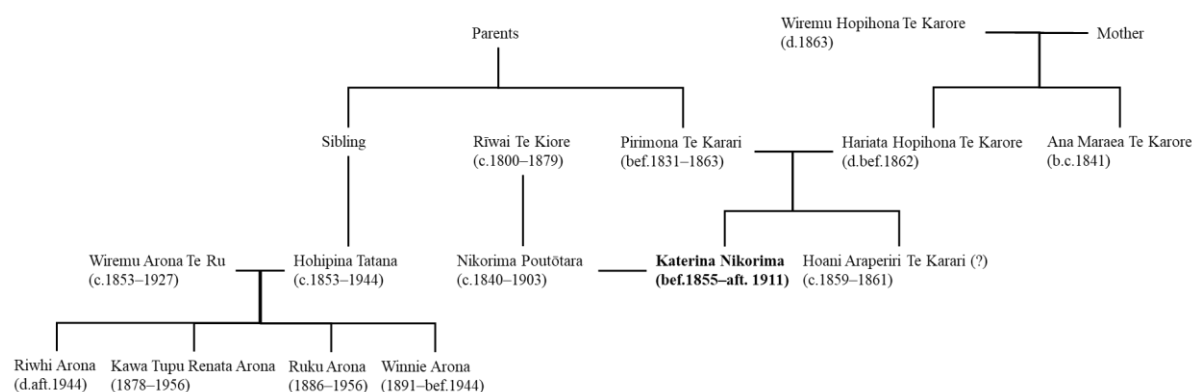 Wiremu Hopihona Te Karore
(d.1863)
Parents
Mother
Sibling
Rīwai Te Kiore
(c.1800–1879)
Pirimona Te Karari
(bef.1831–1863)
Hariata Hopihona Te Karore
(d.bef.1862)
Ana Maraea Te Karore
(b.c.1841)
Wiremu Arona Te Ru
(c.1853–1927)
Hohipina Tatana
(c.1853–1944)
Nikorima Poutōtara
(c.1840–1903)
Katerina Nikorima
(bef.1855–aft. 1911)
Hoani Araperiri Te Karari (?)
(c.1859–1861)
Riwhi Arona
(d.aft.1944)
Kawa Tupu Renata Arona
(1878–1956)
Ruku Arona
(1886–1956)
Winnie Arona
(1891–bef.1944)